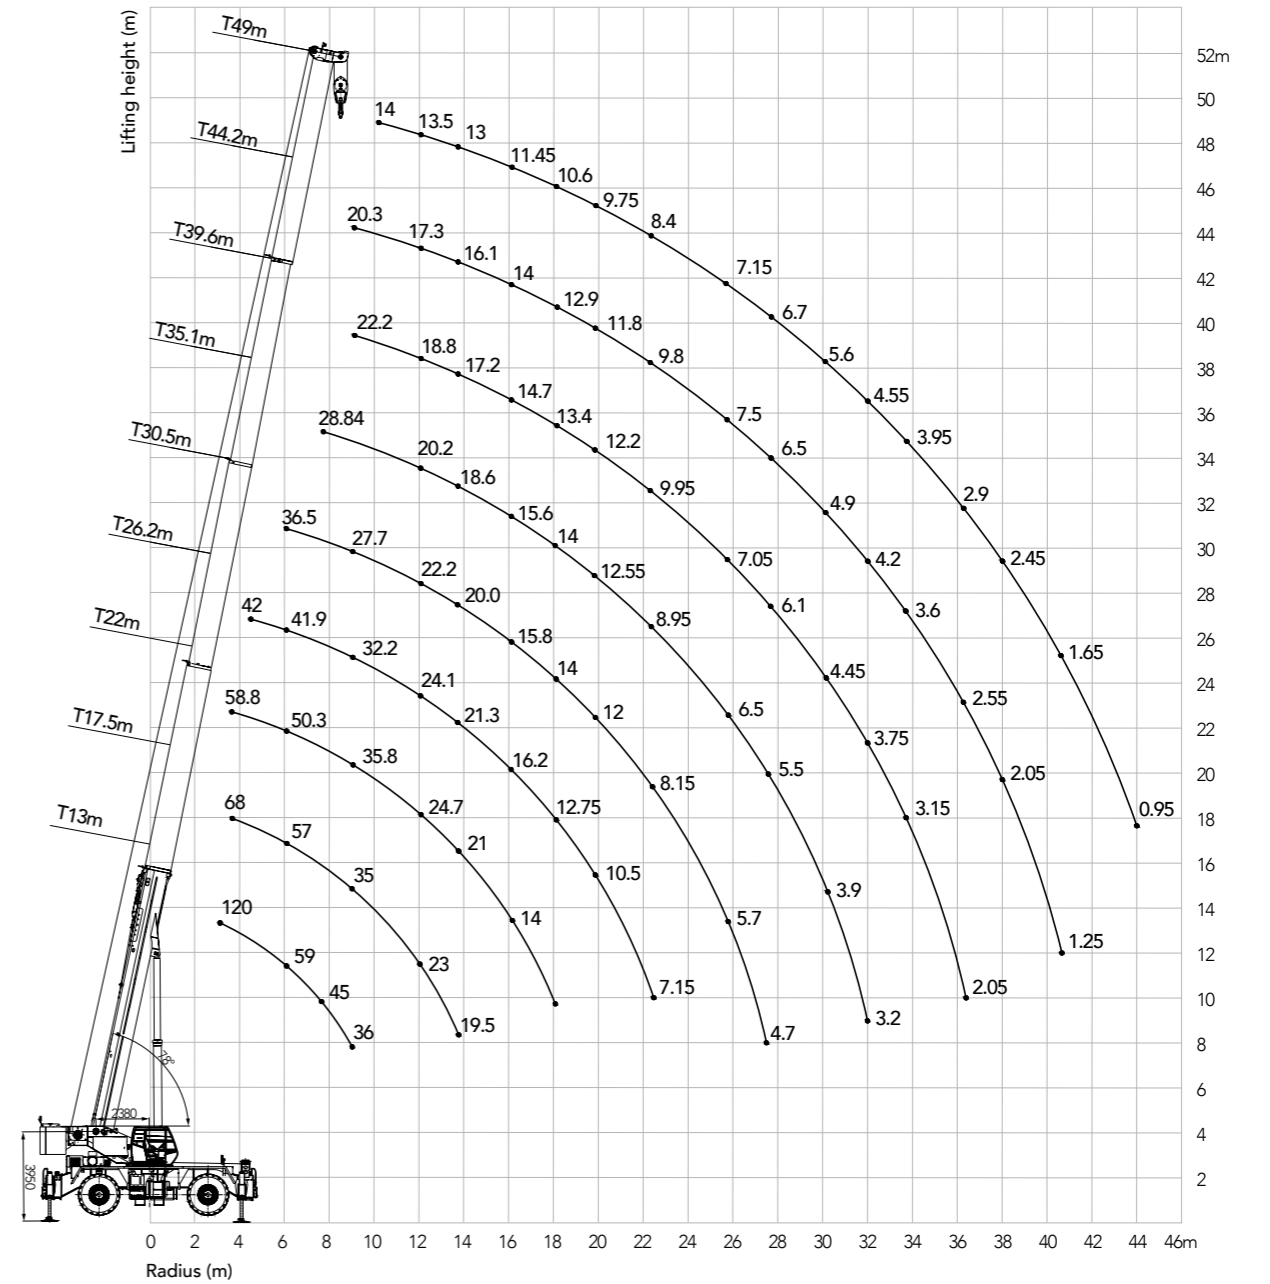 Lifting height (m)
T49m
T44.2m
T39.6m
T35.1m
T30.5m
T26.2m
T22m
T17.5m
T13m
14 13.5 13 11.45 10.6 9.75 8.4 7.15 6.7 5.6 4.55 3.95 2.9 2.45 1.65 0.95
20.3 17.3 16.1 14 12.9 11.8 9.8 7.5 6.5 4.9 4.2 3.6 2.55 2.05 1.25
22.2 18.8 17.2 14.7 13.4 12.2 9.95 7.05 6.1 4.45 3.75 3.15 2.05
28.84 20.2 18.6 15.6 14 12.55 8.95 6.5 5.5 3.9 3.2
36.5 27.7 22.2 20.0 15.8 14 12 8.15 5.7 4.7
42 41.9 32.2 24.1 21.3 16.2 12.75 10.5 7.15
58.8 50.3 35.8 24.7 21 14
68 57 35 23 19.5
120 59 45 36
52m
50
48
46
44
42
40
38
36
34
32
30
28
26
24
22
20
18
16
14
12
10
8
6
4
2
78°
2380
3950
0 2 4 6 8 10 12 14 16 18 20 22 24 26 28 30 32 34 36 38 40 42 44 46m
Radius (m)